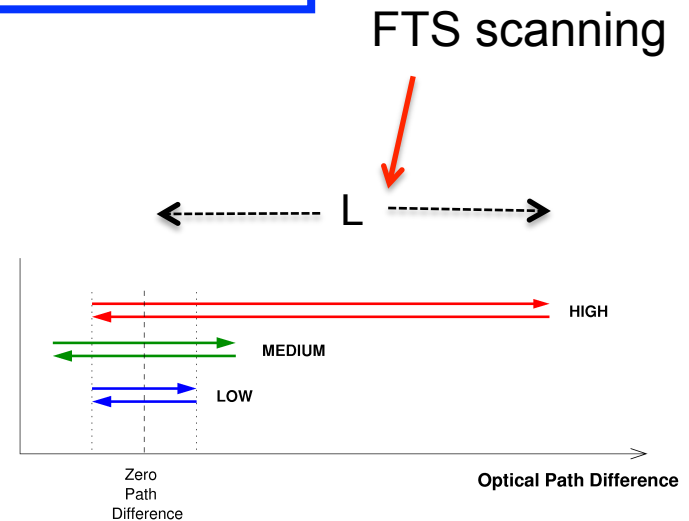 FTS scanning
L
HIGH
MEDIUM
LOW
Zero
Path
Difference
Optical Path Difference